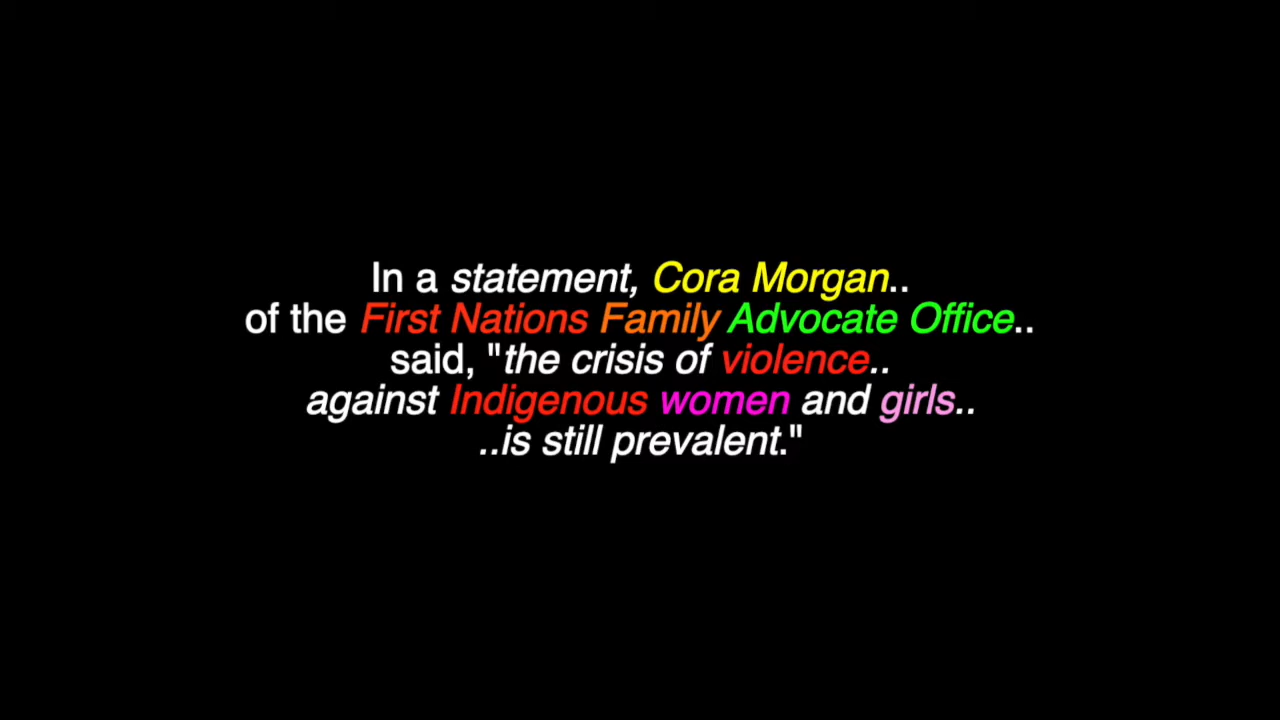 In a statement, Cora Morgan..
of the First Nations Family Advocate Office..
said, "the crisis of violence..
against Indigenous women and girls..
..is still prevalent."